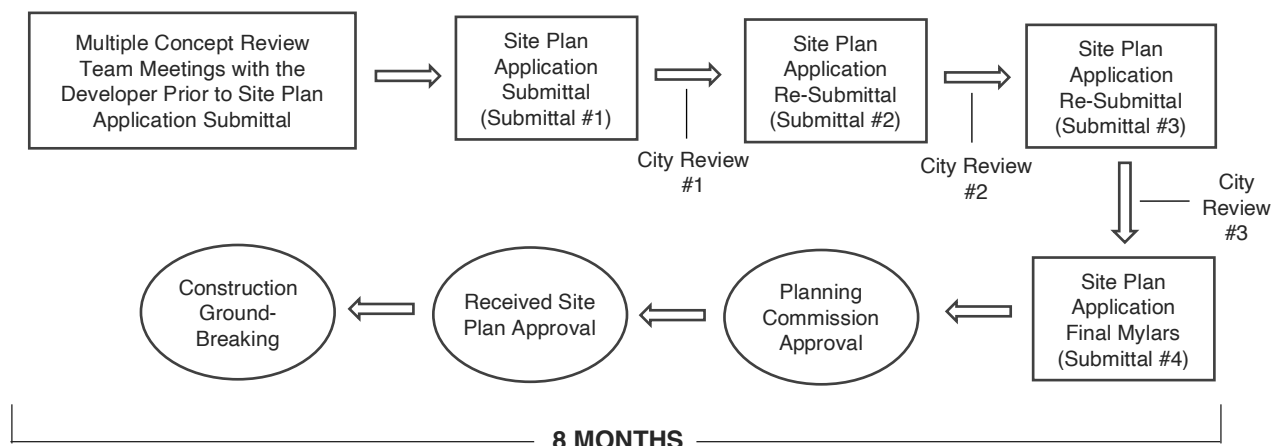 Multiple Concept Review
Team Meetings with the
Developer Prior to Site Plan
Application Submittal
Site Plan
Application
Submittal
(Submittal #1)
City Review
#1
Site Plan
Application
Re-Submittal
(Submittal #2)
City Review
#2
Site Plan
Application
Re-Submittal
(Submittal #3)
City
Review
#3
Site Plan
Application
Final Mylars
(Submittal #4)
Planning
Commission
Approval
Received Site
Plan Approval
Construction
Ground-
Breaking
8 MONTHS